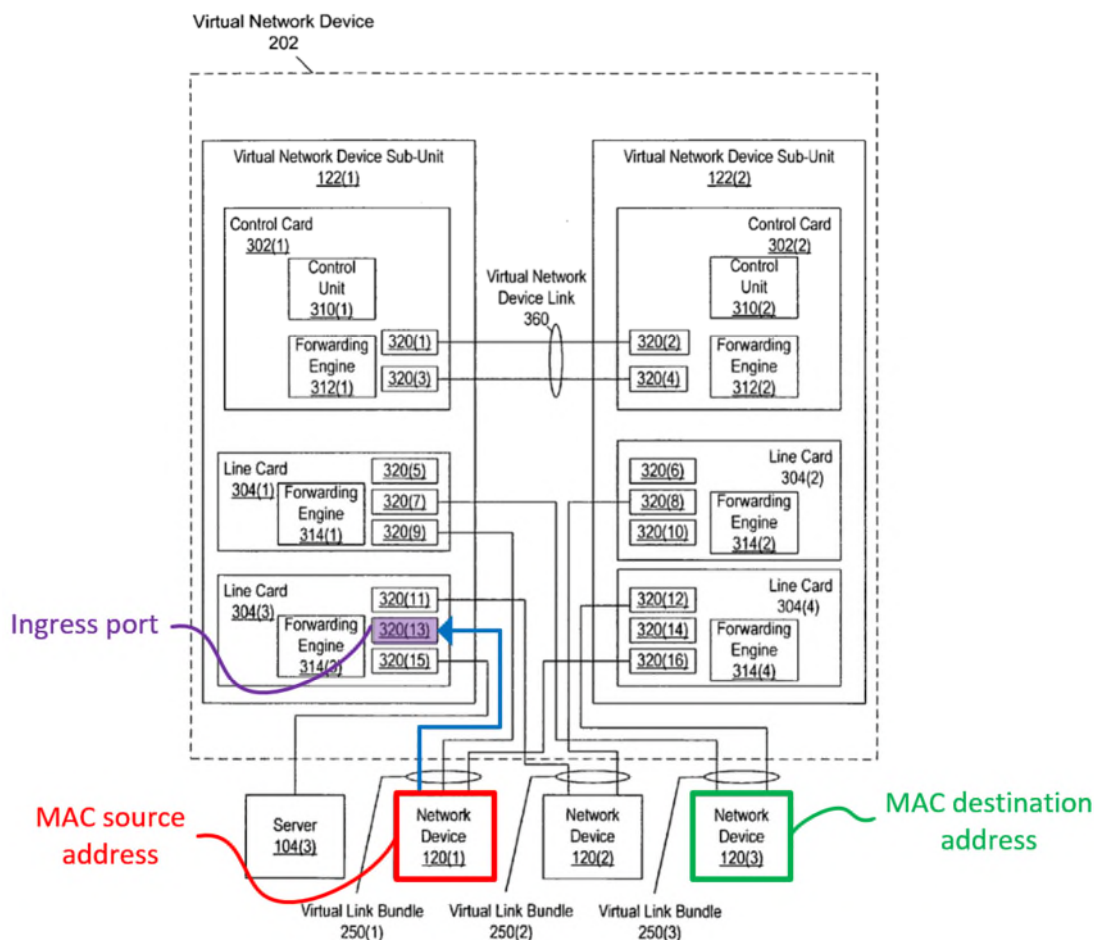 Virtual Network Device
202
Virtual Network Device Sub-Unit
122(1)
Control Card
302(1)
Control
Unit
310(1)
Forwarding
Engine
312(1)
320(1)
320(3)
Virtual Network
Device Link
360
Virtual Network Device Sub-Unit
122(2)
Control Card
302(2)
Control
Unit
310(2)
320(2)
320(4)
Forwarding
Engine
312(2)
Line Card
304(1)
Forwarding
Engine
314(1)
320(5)
320(7)
320(9)
320(6)
320(8)
320(10)
Line Card
304(2)
Forwarding
Engine
314(2)
Ingress port
Line Card
304(3)
Forwarding
Engine
314(3)
320(11)
320(13)
320(15)
320(12)
320(14)
320(16)
Line Card
304(4)
Forwarding
Engine
314(4)
MAC source
address
Server
104(3)
Network
Device
120(1)
Network
Device
120(2)
Network
Device
120(3)
MAC destination
address
Virtual Link Bundle
250(1)
Virtual Link Bundle
250(2)
Virtual Link Bundle
250(3)